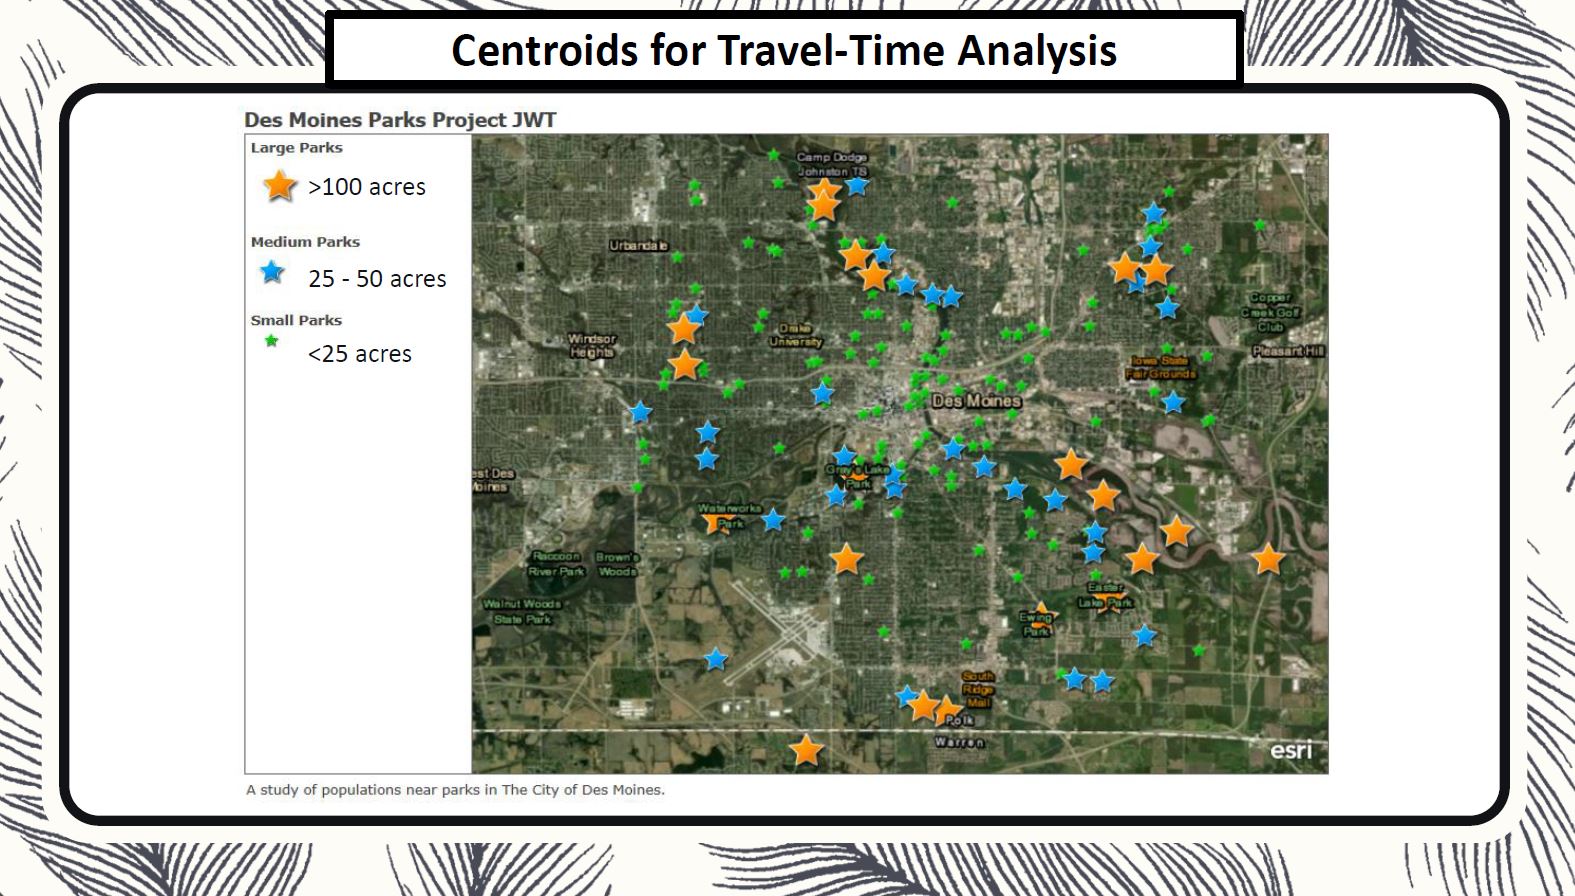 Centroids for Travel-Time Analysis
Des Moines Parks Project JWT
Large Parks
>100 acres
Medium Parks
25 - 50 acres
Small Parks
<25 acres
Camp Dodge
Johnston TS
Urbandale
Copper
Creek Golf
Club
Drake
University
Windsor
Heights
Pleasant Hill
Iowa State
Fair Grounds
Des Moines
est Des
Moines
Gray's Lake
Park
Waterworks
Park
Raccoon
River Park
Brown's
Woods
Walnut Woods
State Park
Easter
Lake Park
Ewing
Park
South
Ridge
Mall
Polk
Warren
esri
A study of populations near parks in The City of Des Moines.